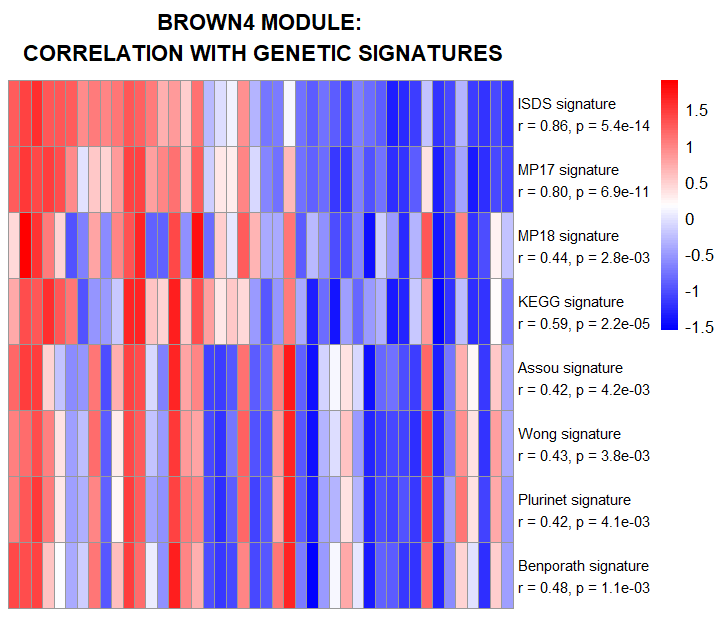 BROWN4 MODULE:
CORRELATION WITH GENETIC SIGNATURES
ISDS signature
r = 0.86, p = 5.4e-14
MP17 signature
r = 0.80, p = 6.9e-11
MP18 signature
r = 0.44, p = 2.8e-03
KEGG signature
r = 0.59, p = 2.2e-05
Assou signature
r = 0.42, p = 4.2e-03
Wong signature
r = 0.43, p = 3.8e-03
Plurinet signature
r = 0.42, p = 4.1e-03
Benporath signature
r = 0.48, p = 1.1e-03
1.5
1
0.5
0
-0.5
-1
-1.5